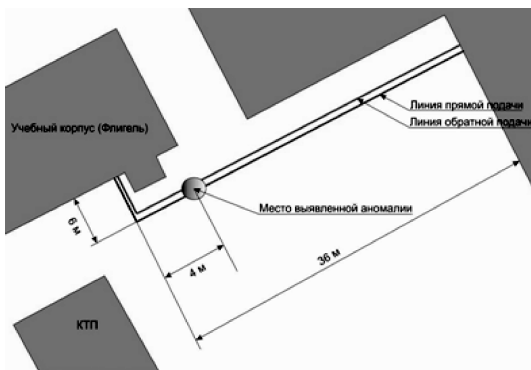 Линия прямой подачи
Учебный корпус (Флигель)
Линия обратной подачи
Место выявленной аномалии
6 м
4 м
36 м
КТП